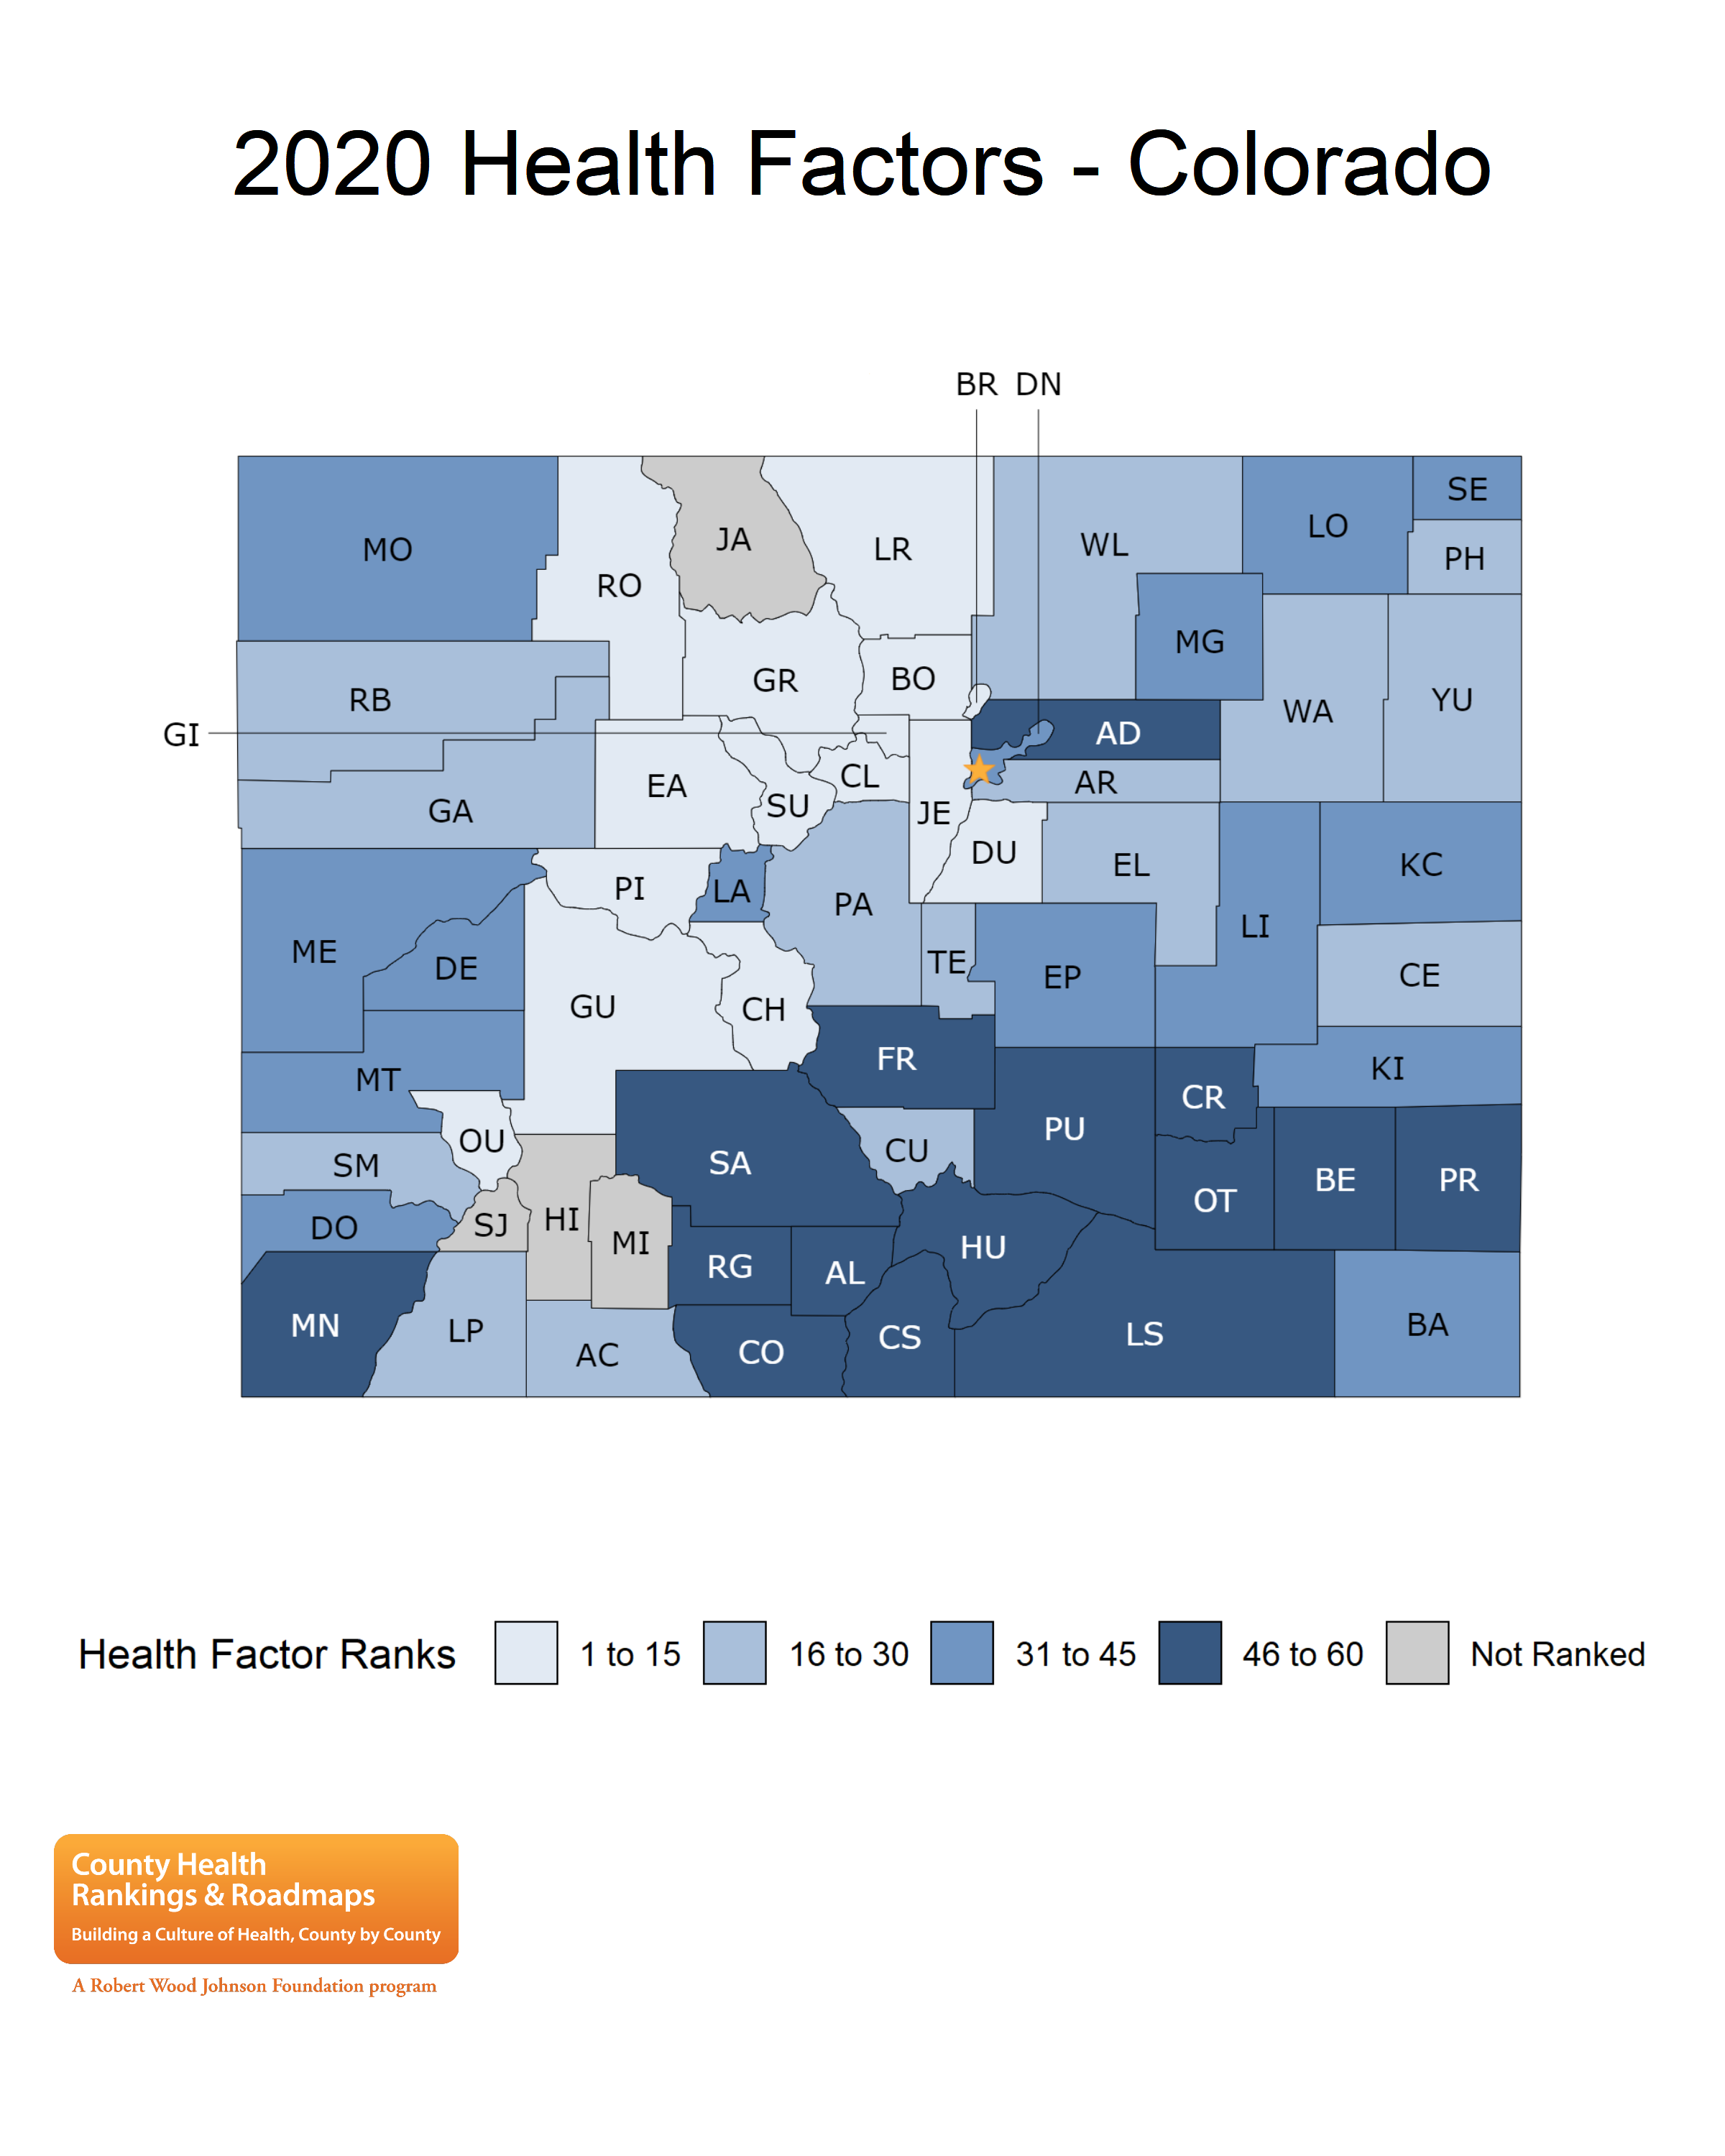 2020 Health Factors - Colorado
BR DN
MO
RO
JA
LR
WL
LO
SE
PH
MG
RB
GR
BO
WA
YU
GI
AD
EA
CL
AR
GA
SU
JE
DU
EL
KC
PI
LA
PA
LI
ME
DE
TE
EP
CE
GU
CH
FR
MT
KI
CR
PU
OU
CU
SM
SA
BE
PR
OT
DO
SJ
HI
MI
HU
RG
AL
MN
LP
AC
CO
CS
LS
BA
Health Factor Ranks 1 to 15 16 to 30 31 to 45 46 to 60 Not Ranked
County Health
Rankings & Roadmaps
Building a Culture of Health, County by County
A Robert Wood Johnson Foundation program